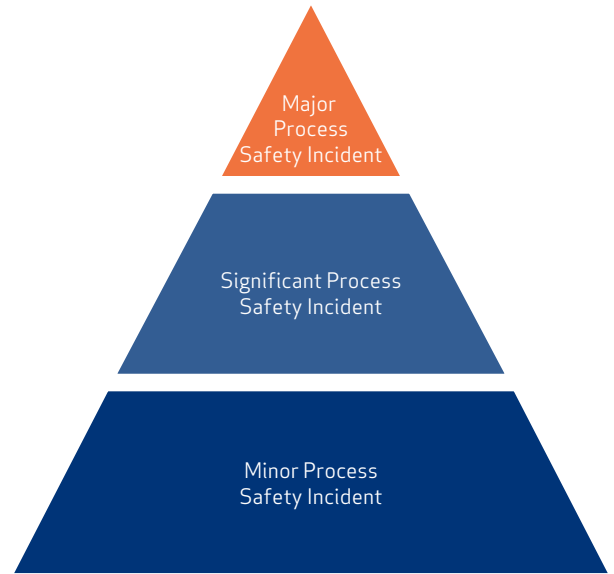 Major
Process
Safety Incident
Significant Process
Safety Incident
Minor Process
Safety Incident